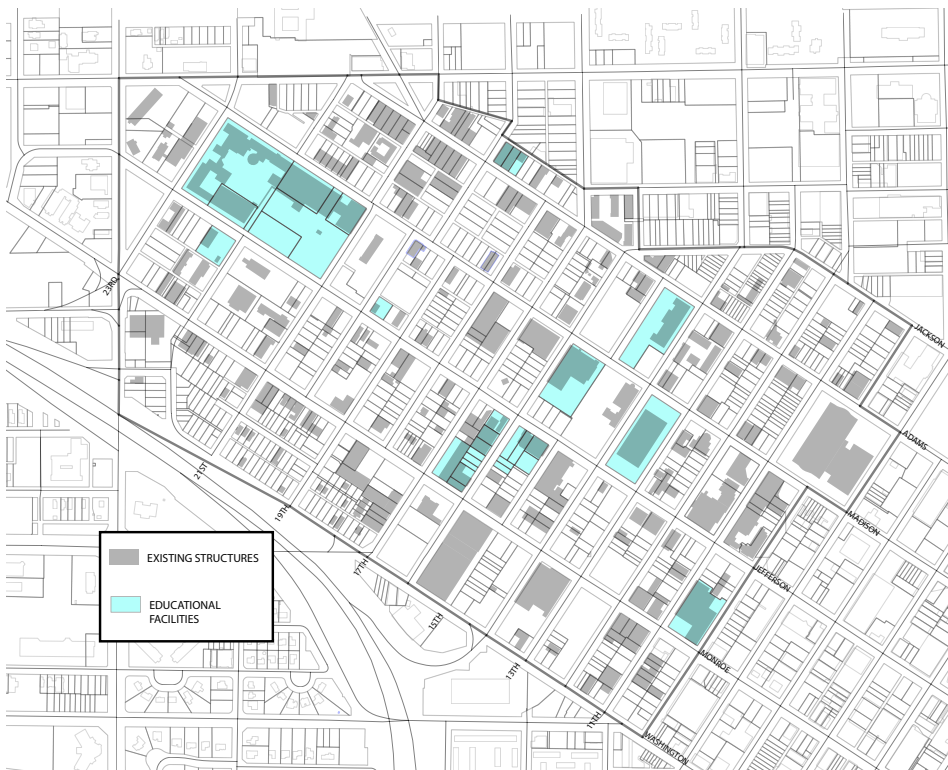 JACKSON
ADAMS
MADISON
JEFFERSON
MONROE
WASHINGTON
23RD
21ST
19TH
17TH
15TH
13TH
11TH
EXISTING STRUCTURES
EDUCATIONAL
FACILITIES